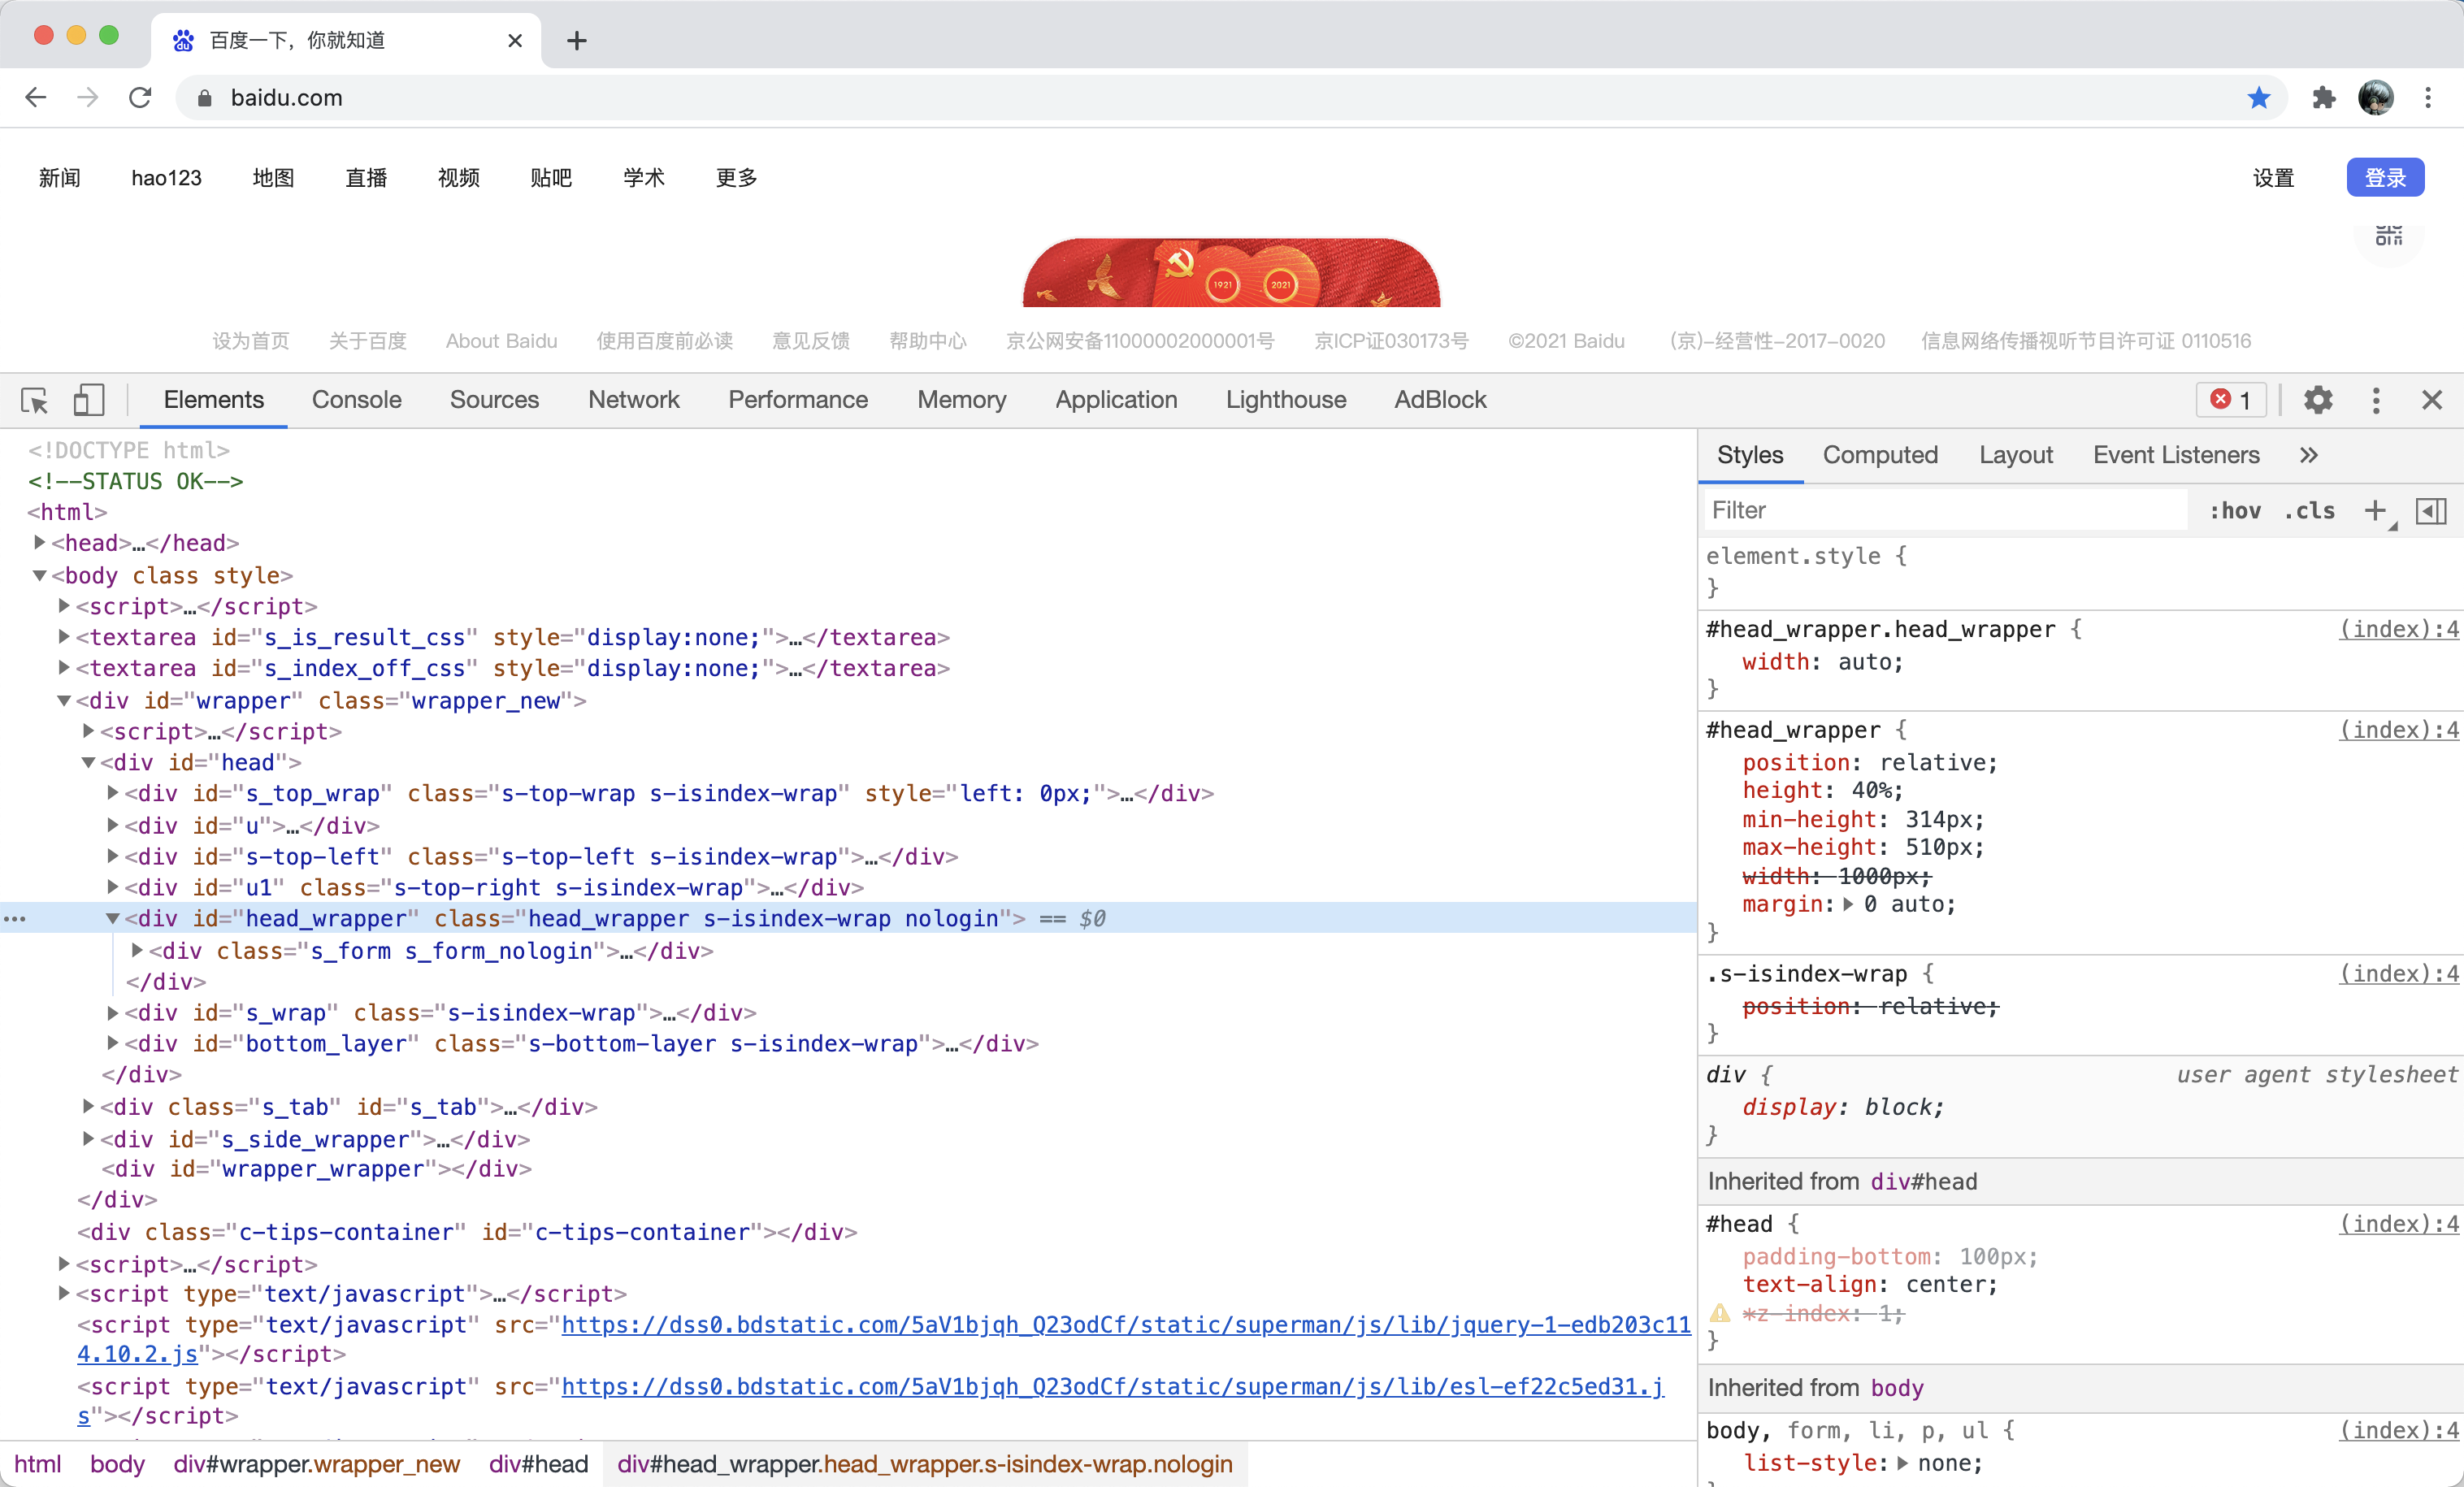 百度一下，你就知道
baidu.com
新闻 hao123 地图 直播 视频 贴吧 学术 更多 设置 登录
1921 2021
设为首页 关于百度 About Baidu 使用百度前必读 意见反馈 帮助中心 京公网安备11000002000001号 京ICP证030173号 ©2021 Baidu (京)-经营性-2017-0020 信息网络传播视听节目许可证 0110516
Elements Console Sources Network Performance Memory Application Lighthouse AdBlock 1
<!DOCTYPE html>
<!--STATUS OK-->
<html>
<head>…</head>
<body class style>
<script>…</script>
<textarea id="s_is_result_css" style="display:none;">…</textarea>
<textarea id="s_index_off_css" style="display:none;">…</textarea>
<div id="wrapper" class="wrapper_new">
<script>…</script>
<div id="head">
<div id="s_top_wrap" class="s-top-wrap s-isindex-wrap" style="left: 0px;">…</div>
<div id="u">…</div>
<div id="s-top-left" class="s-top-left s-isindex-wrap">…</div>
<div id="u1" class="s-top-right s-isindex-wrap">…</div>
<div id="head_wrapper" class="head_wrapper s-isindex-wrap nologin"> == $0
<div class="s_form s_form_nologin">…</div>
</div>
<div id="s_wrap" class="s-isindex-wrap">…</div>
<div id="bottom_layer" class="s-bottom-layer s-isindex-wrap">…</div>
</div>
<div class="s_tab" id="s_tab">…</div>
<div id="s_side_wrapper">…</div>
<div id="wrapper_wrapper"></div>
</div>
<div class="c-tips-container" id="c-tips-container"></div>
<script>…</script>
<script type="text/javascript">…</script>
<script type="text/javascript" src="https://dss0.bdstatic.com/5aV1bjqh_Q23odCf/static/superman/js/lib/jquery-1-edb203c11
4.10.2.js"></script>
<script type="text/javascript" src="https://dss0.bdstatic.com/5aV1bjqh_Q23odCf/static/superman/js/lib/esl-ef22c5ed31.j
s"></script>
html body div#wrapper.wrapper_new div#head div#head_wrapper.head_wrapper.s-isindex-wrap.nologin
Styles Computed Layout Event Listeners »
Filter :hov .cls +
element.style {
}
#head_wrapper.head_wrapper { (index):4
width: auto;
}
#head_wrapper { (index):4
position: relative;
height: 40%;
min-height: 314px;
max-height: 510px;
width: 1000px;
margin: 0 auto;
}
.s-isindex-wrap { (index):4
position: relative;
}
div { user agent stylesheet
display: block;
}
Inherited from div#head
#head { (index):4
padding-bottom: 100px;
text-align: center;
*z-index: 1;
}
Inherited from body
body, form, li, p, ul { (index):4
list-style: none;